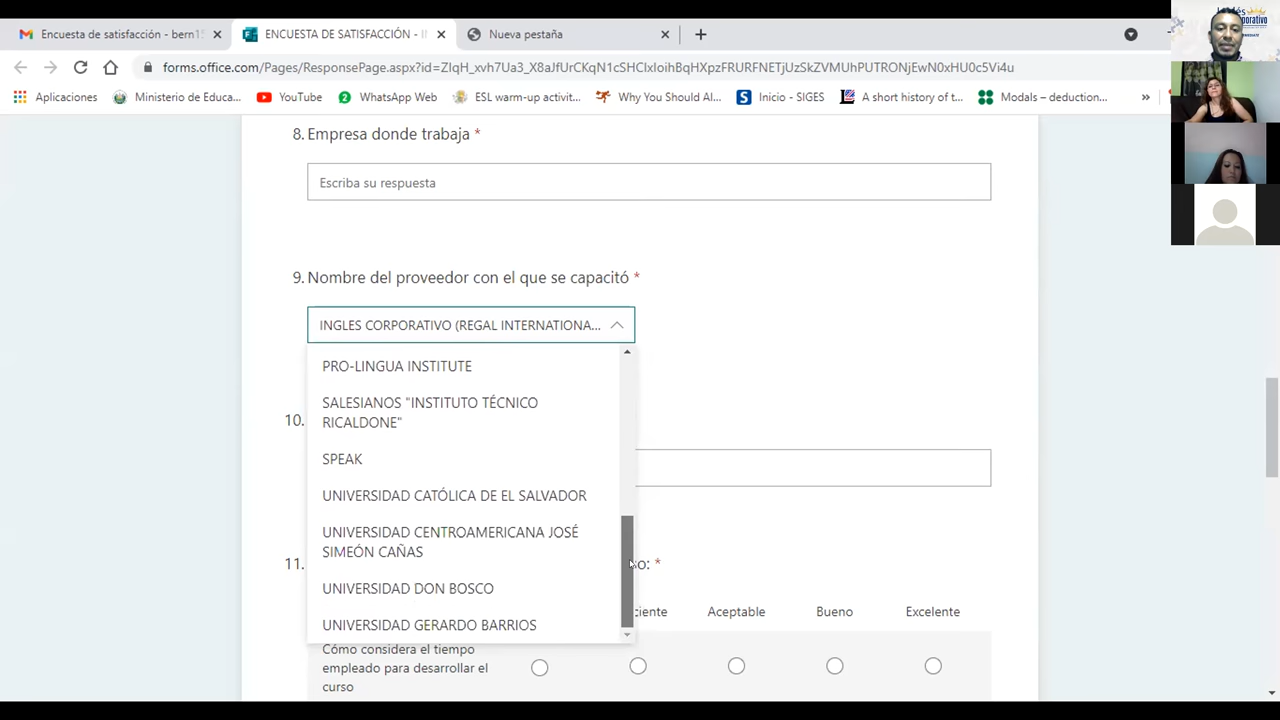 Encuesta de satisfacción - bern1
ENCUESTA DE SATISFACCIÓN - I
Nueva pestaña
forms.office.com/Pages/ResponsePage.aspx?id=ZIqH_xvh7Ua3_XaJfUrCKqN1cSHCIxIoihBqHXpzFRURFNETjUzSkZVMUhPUTRONjEwN0xHU0c5Vi4u
Aplicaciones
Ministerio de Educa...
YouTube
WhatsApp Web
ESL warm-up activit...
Why You Should Al...
Inicio - SIGES
A short history of t...
Modals – deduction...
»
8. Empresa donde trabaja *
Escriba su respuesta
9. Nombre del proveedor con el que se capacitó *
INGLES CORPORATIVO (REGAL INTERNATIONA...
PRO-LINGUA INSTITUTE
SALESIANOS "INSTITUTO TÉCNICO
RICALDONE"
10.
SPEAK
UNIVERSIDAD CATÓLICA DE EL SALVADOR
UNIVERSIDAD CENTROAMERICANA JOSÉ
SIMEÓN CAÑAS
11.
so: *
UNIVERSIDAD DON BOSCO
ciente
Aceptable
Bueno
Excelente
UNIVERSIDAD GERARDO BARRIOS
Cómo considera el tiempo
empleado para desarrollar el
curso